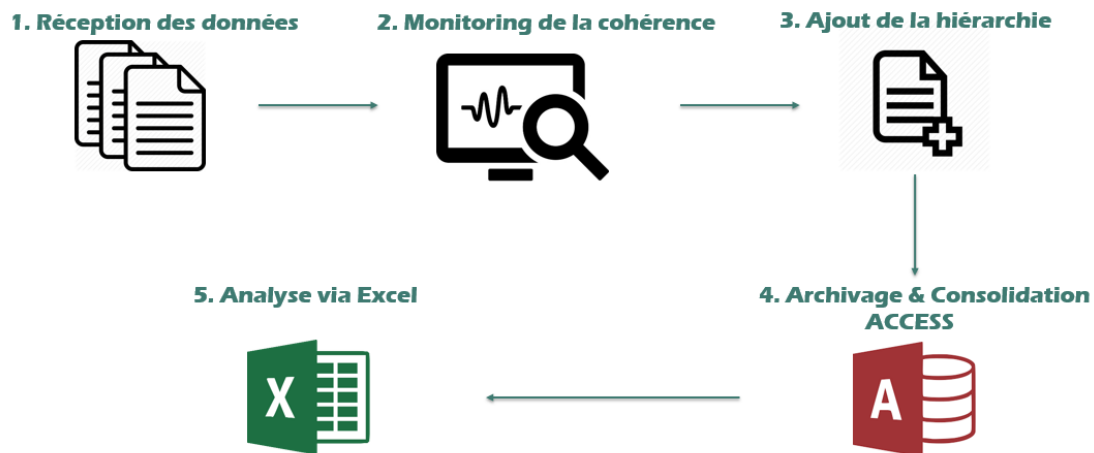 1. Réception des données
2. Monitoring de la cohérence
3. Ajout de la hiérarchie
4. Archivage & Consolidation
ACCESS
A
5. Analyse via Excel
X